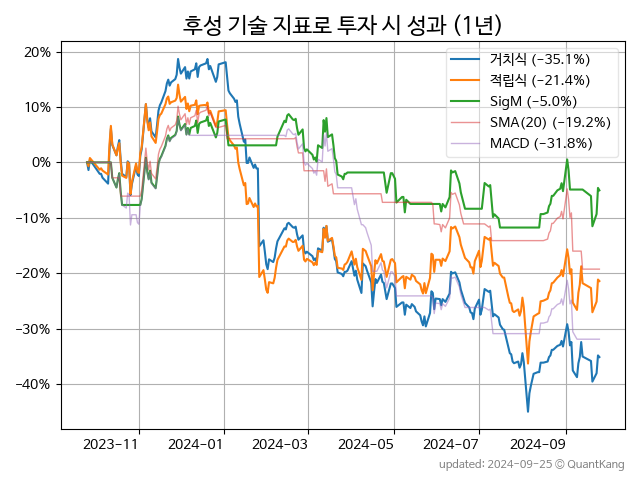 후성 기술 지표로 투자 시 성과 (1년)
거치식 (−35.1%)
적립식 (−21.4%)
SigM (−5.0%)
SMA(20) (−19.2%)
MACD (−31.8%)
20%
10%
0%
−10%
−20%
−30%
−40%
2023-11 2024-01 2024-03 2024-05 2024-07 2024-09
updated: 2024-09-25 © QuantKang